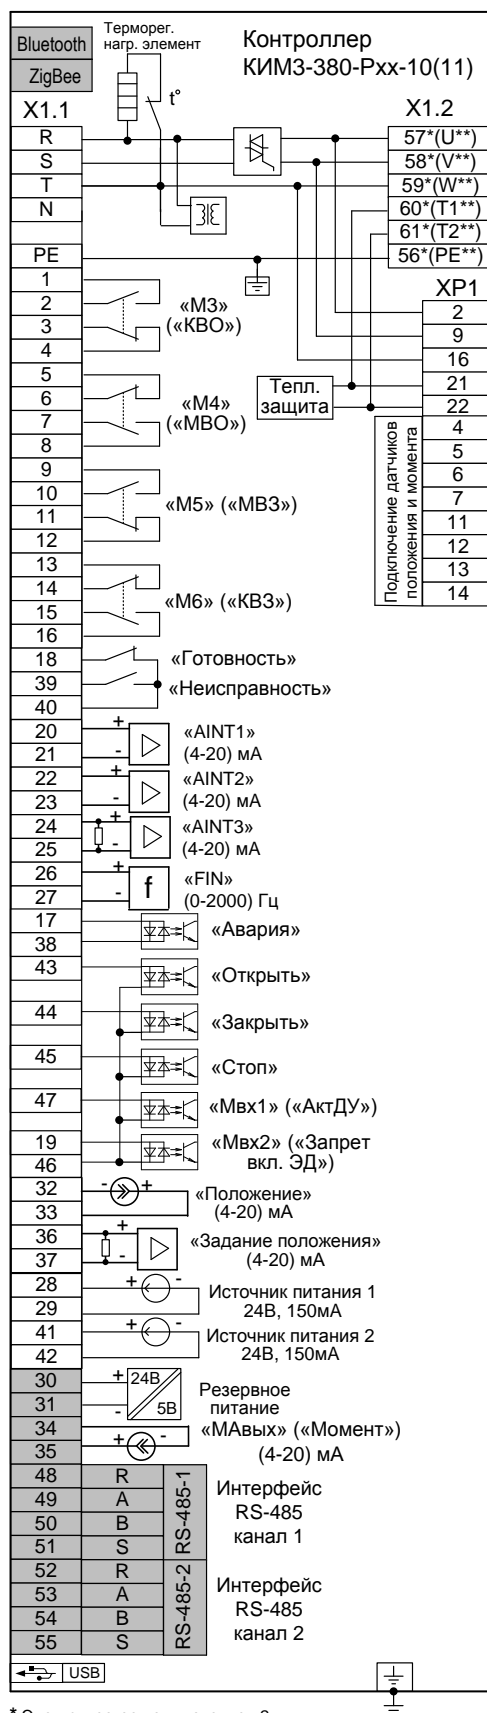 Bluetooth
ZigBee
Терморег.
нагр. элемент
t°
Контроллер
КИМ3-380-Рхх-10(11)
X1.1
R
S
T
N
PE
X1.2
57*(U**)
58*(V**)
59*(W**)
60*(T1**)
61*(T2**)
56*(PE**)
XP1
2
9
16
21
22
4
5
6
7
11
12
13
14
Тепл.
защита
Подключение датчиков
положения и момента
1
2
3
4
«М3»
(«КВО»)
5
6
7
8
«М4»
(«МВО»)
9
10
11
12
«М5» («МВЗ»)
13
14
15
16
«М6» («КВЗ»)
18
39
40
«Готовность»
«Неисправность»
20
21
+
-
«AINT1»
(4-20) мА
22
23
+
-
«AINT2»
(4-20) мА
24
25
+
-
«AINT3»
(4-20) мА
26
27
+
-
f
«FIN»
(0-2000) Гц
17
38
«Авария»
43
«Открыть»
44
«Закрыть»
45
«Стоп»
47
«Мвх1» («АктДУ»)
19
46
«Мвх2» («Запрет
вкл. ЭД»)
32
33
- +
«Положение»
(4-20) мА
36
37
+
-
«Задание положения»
(4-20) мА
28
29
+ -
Источник питания 1
24В, 150мА
41
42
+ -
Источник питания 2
24В, 150мА
30
31
+
-
24В
5В
Резервное
питание
34
35
+ -
«МАвых» («Момент»)
(4-20) мА
48 R
49 A
50 B
51 S
RS-485-1
Интерфейс
RS-485
канал 1
52 R
53 A
54 B
55 S
RS-485-2
Интерфейс
RS-485
канал 2
USB
*